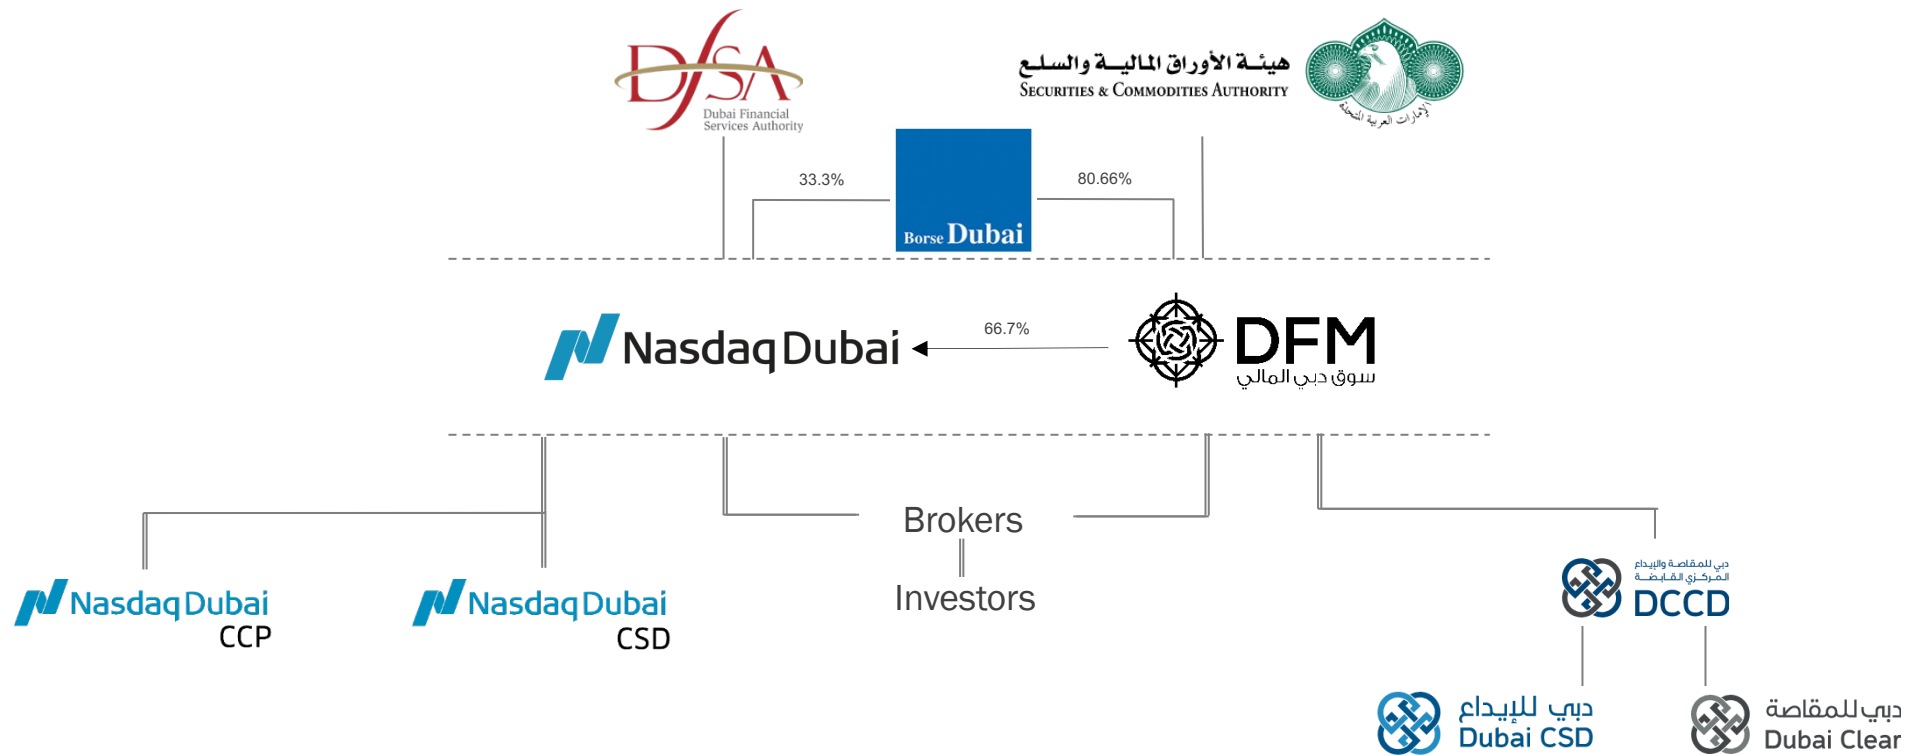 DFSA
Dubai Financial
Services Authority
هيئة الأوراق المالية والسلع
SECURITIES & COMMODITIES AUTHORITY
الإمارات العربية المتحدة
33.3%
80.66%
Borse Dubai
Nasdaq Dubai
66.7%
DFM
سوق دبي المالي
Brokers
Investors
Nasdaq Dubai
CCP
Nasdaq Dubai
CSD
دبي للمقاصة والإيداع
المركزي القابضة
DCCD
دبي للإيداع
Dubai CSD
دبي للمقاصة
Dubai Clear